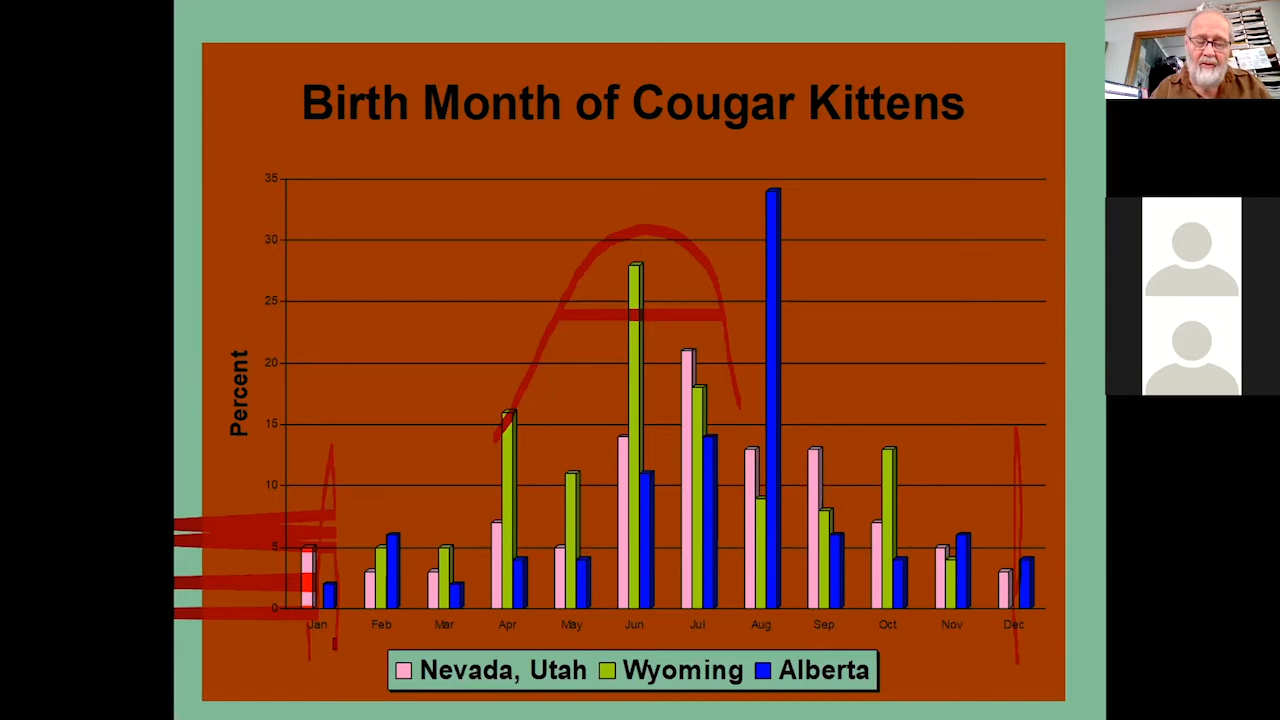 Birth Month of Cougar Kittens
35
30
25
20
15
10
5
0
Percent
Jan Feb Mar Apr May Jun Jul Aug Sep Oct Nov Dec
Nevada, Utah Wyoming Alberta